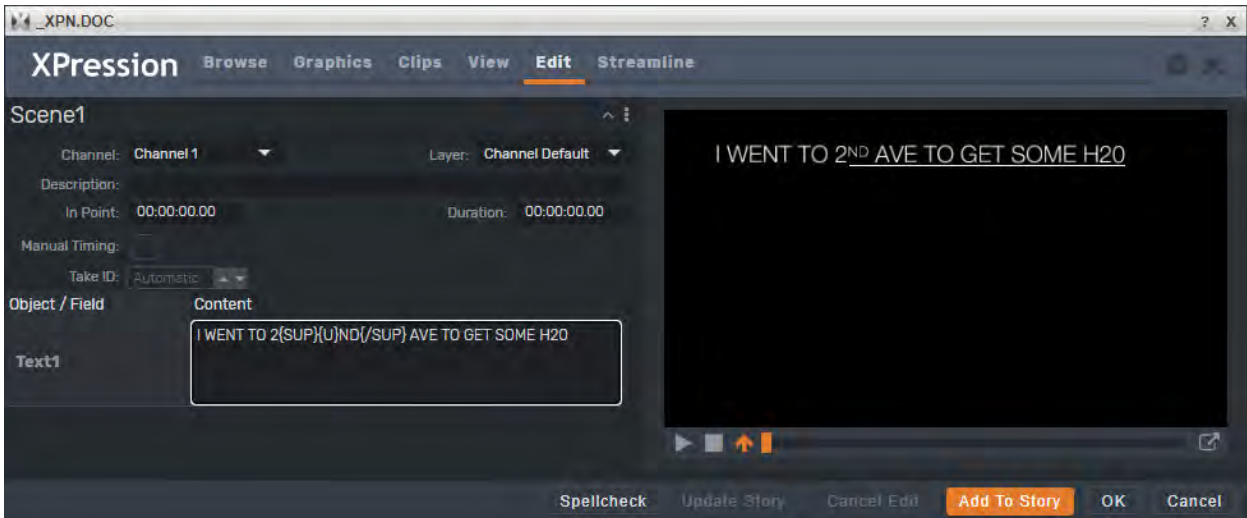 _XPN.DOC ? X
XPression Browse Graphics Clips View Edit Streamline
Scene1
Channel: Channel 1 Layer: Channel Default
Description:
In Point: 00:00:00.00 Duration: 00:00:00.00
Manual Timing:
Take ID: Automatic
Object / Field Content
Text1 I WENT TO 2{SUP}{U}ND{/SUP} AVE TO GET SOME H20
I WENT TO 2ND AVE TO GET SOME H20
Spellcheck Update Story Cancel Edit Add To Story OK Cancel